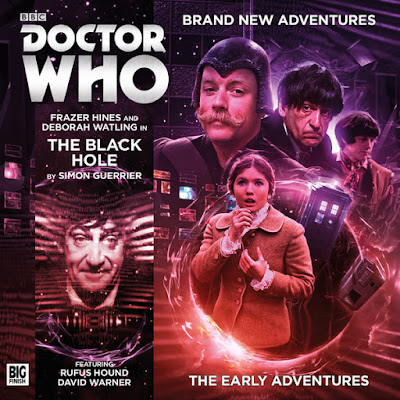 BBC
DOCTOR
WHO
FRAZER HINES AND
DEBORAH WATLING IN
THE BLACK
HOLE
BY SIMON GUERRIER
BRAND NEW ADVENTURES
FEATURING
RUFUS HOUND
DAVID WARNER
BIG
FINISH
THE EARLY ADVENTURES